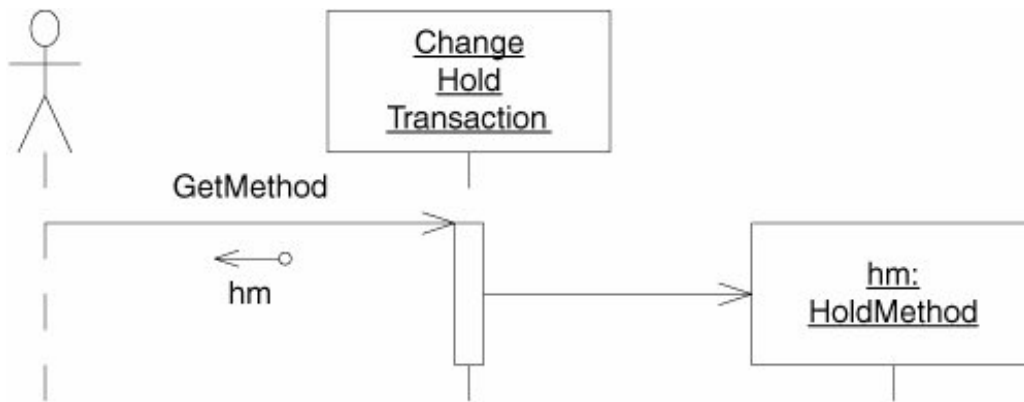 Change
Hold
Transaction
GetMethod
hm
hm:
HoldMethod